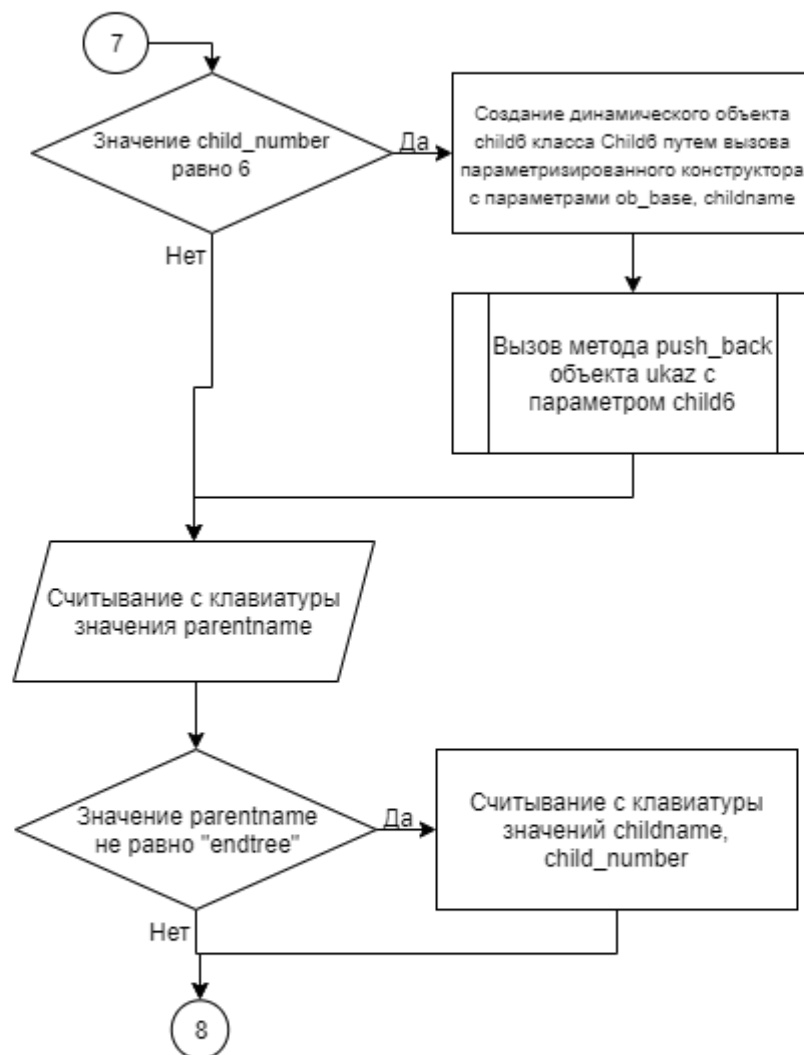 7
Значение child_number
равно 6
Да
Создание динамического объекта
child6 класса Child6 путем вызова
параметризированного конструктора
с параметрами ob_base, childname
Нет
Вызов метода push_back
объекта ukaz с
параметром child6
Считывание с клавиатуры
значения parentname
Значение parentname
не равно "endtree"
Да
Считывание с клавиатуры
значений childname,
child_number
Нет
8